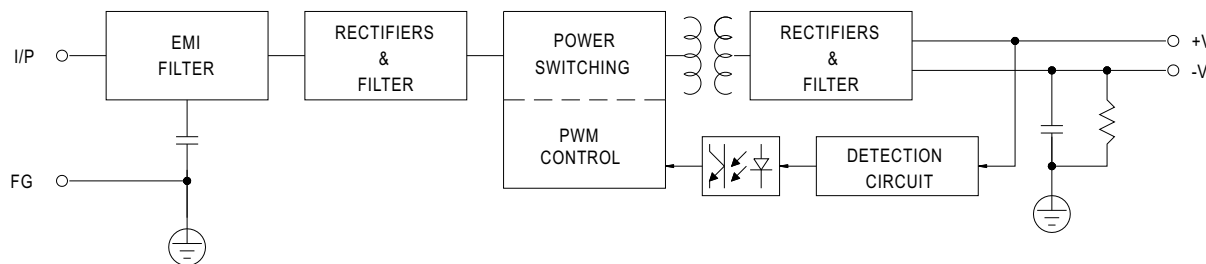 I/P
EMI
FILTER
RECTIFIERS
&
FILTER
POWER
SWITCHING
PWM
CONTROL
RECTIFIERS
&
FILTER
+V
-V
DETECTION
CIRCUIT
FG